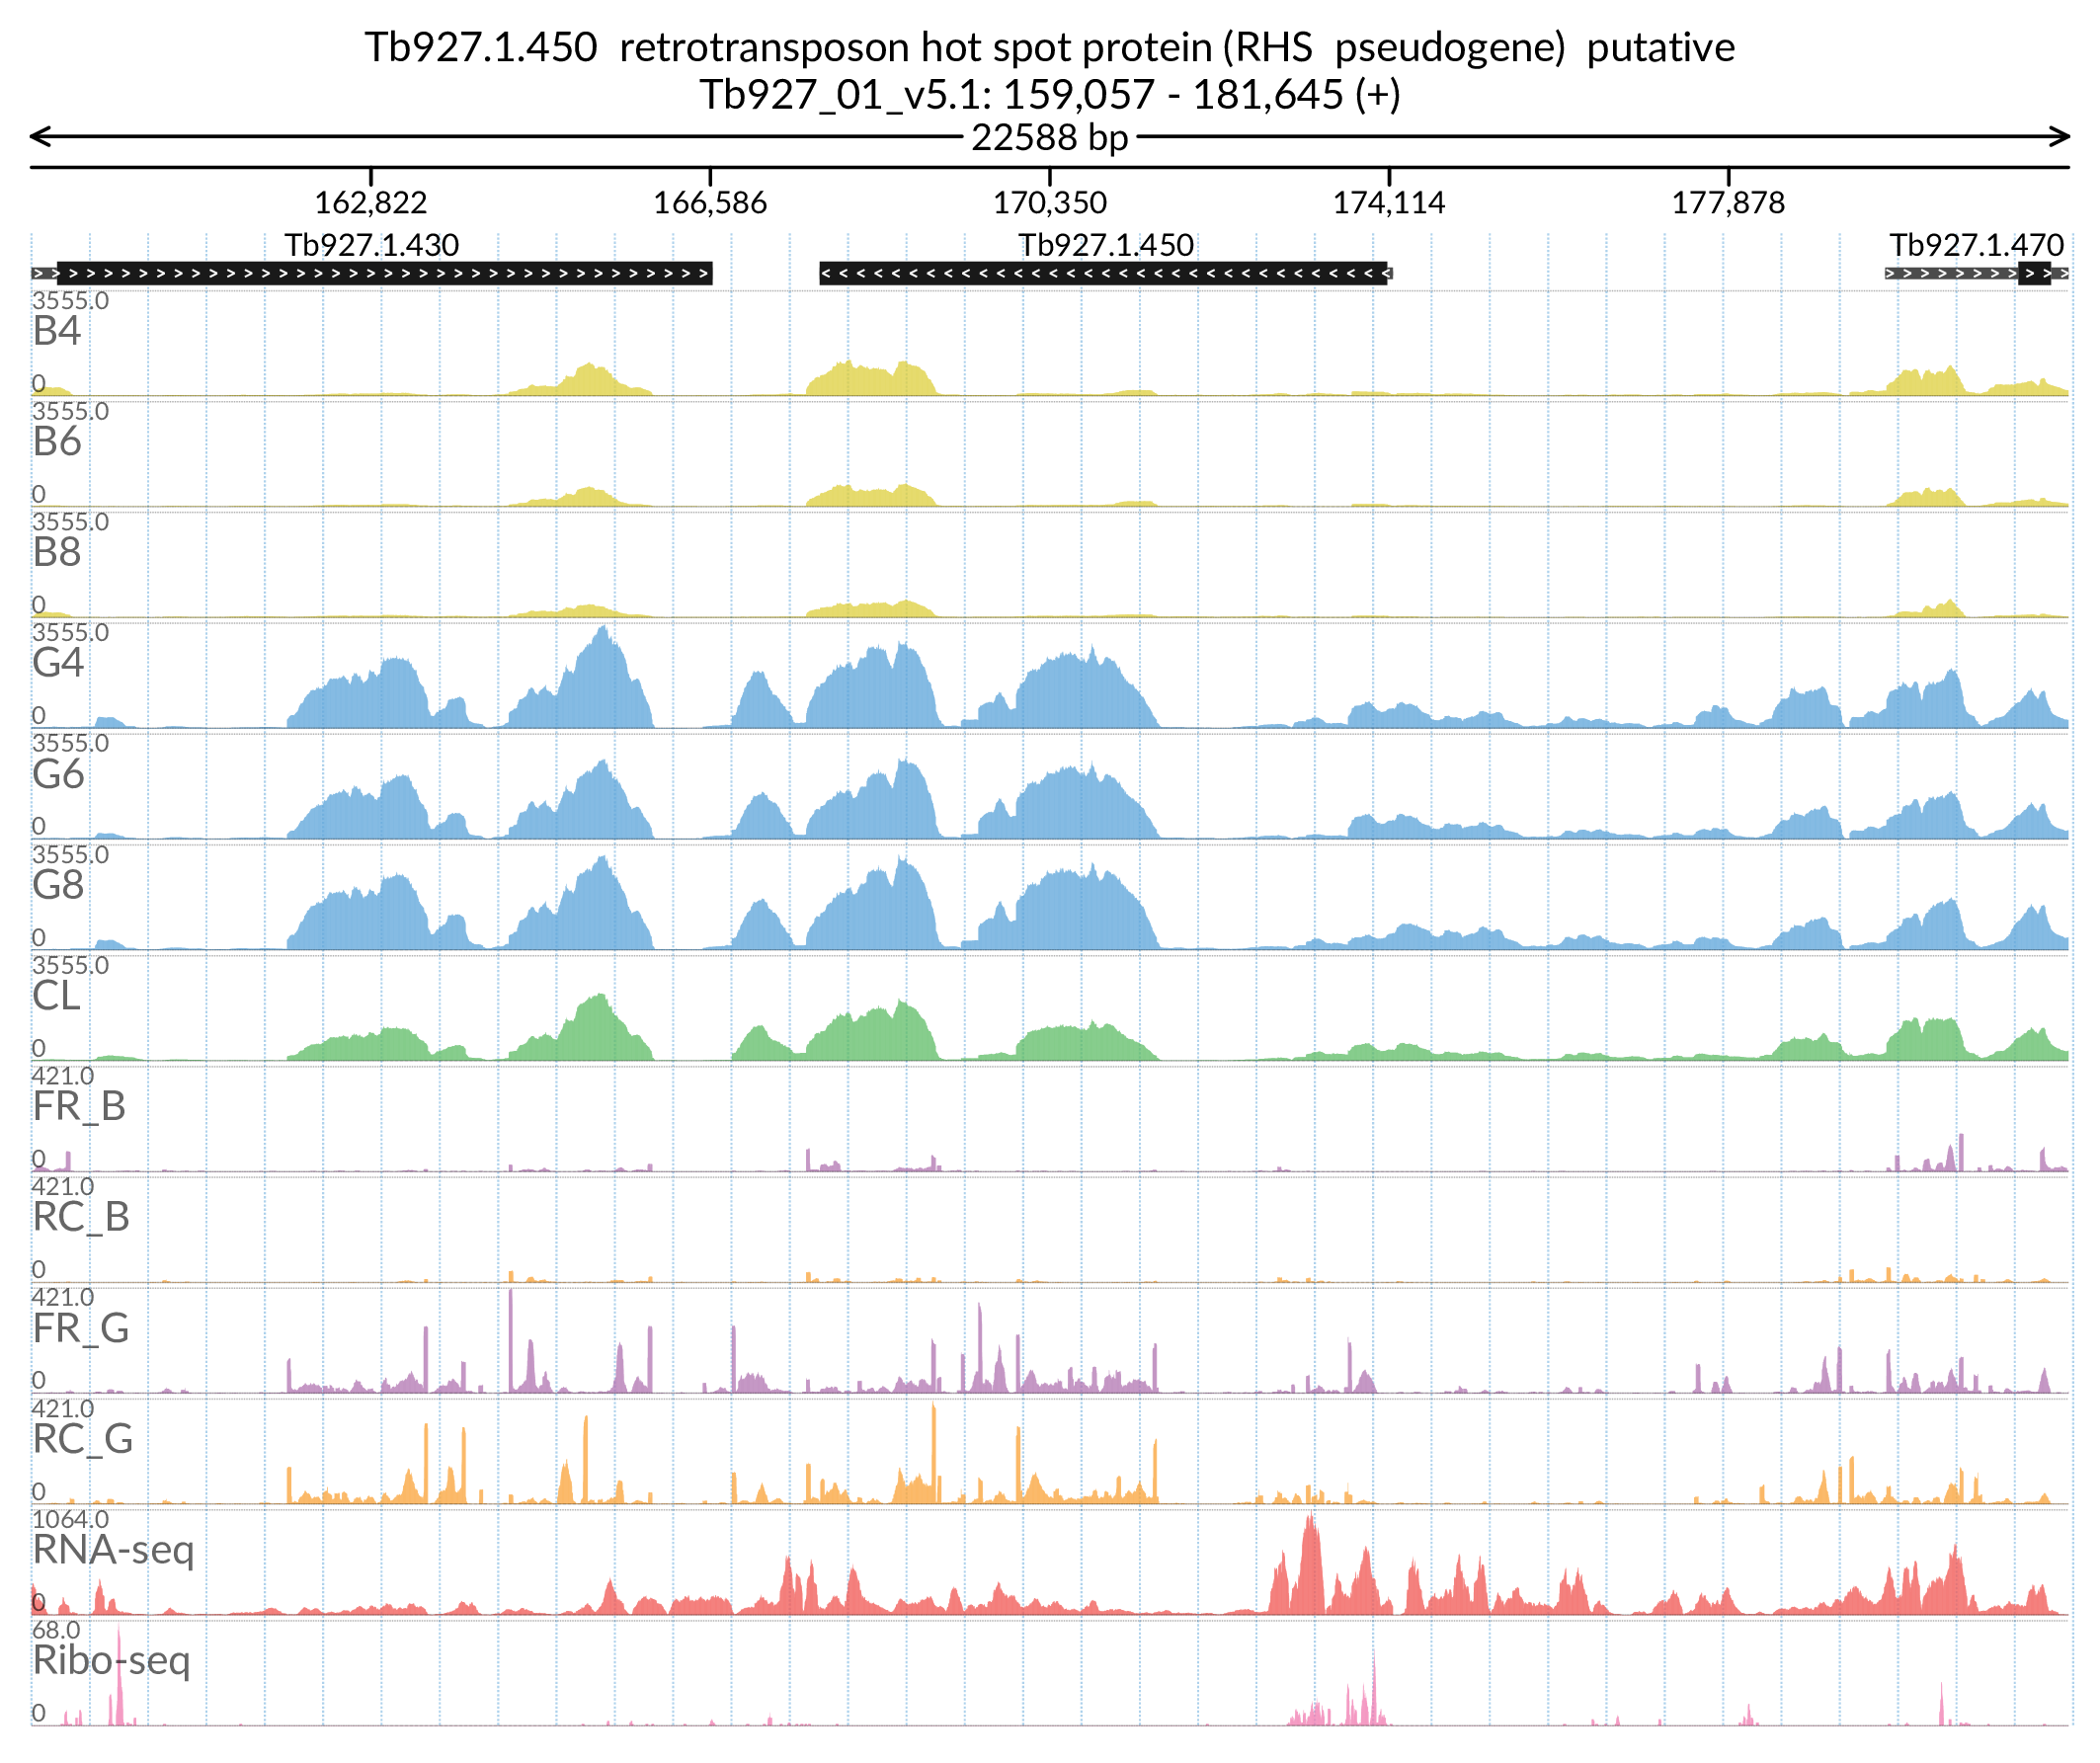 Tb927.1.450 retrotransposon hot spot protein (RHS pseudogene) putative
Tb927_01_v5.1: 159,057 - 181,645 (+)
22588 bp
162,822 166,586 170,350 174,114 177,878
Tb927.1.430 Tb927.1.450 Tb927.1.470
3555.0
B4
0
3555.0
B6
0
3555.0
B8
0
3555.0
G4
0
3555.0
G6
0
3555.0
G8
0
3555.0
CL
0
421.0
FR_B
0
421.0
RC_B
0
421.0
FR_G
0
421.0
RC_G
0
1064.0
RNA-seq
0
68.0
Ribo-seq
0